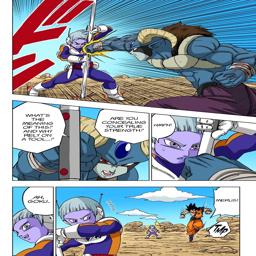 WHAT'S
THE
MEANING OF
THIS?
AND WHY
RELY ON
A TOOL...?
ARE YOU
CONCEALING
YOUR TRUE
STRENGTH?
HMPH!
AH,
GOKU.
MERUS!
TMP